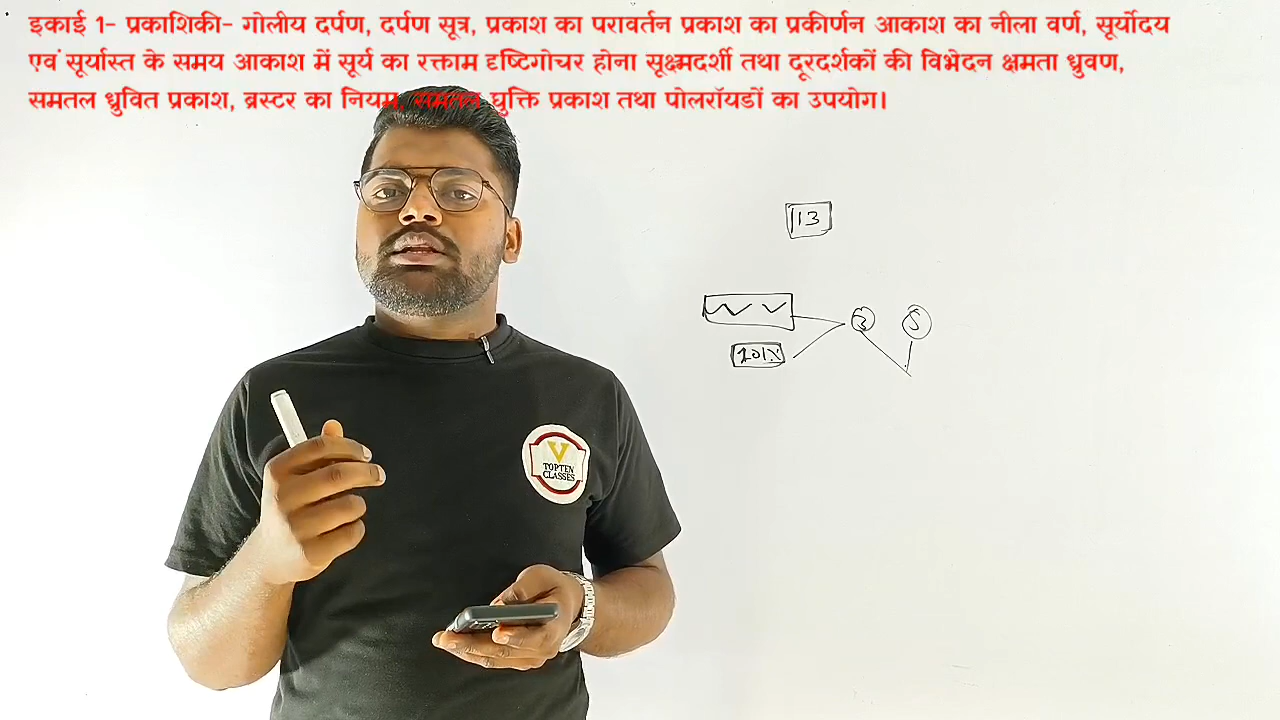 इकाई 1- प्रकाशिकी- गोलीय दर्पण, दर्पण सूत्र, प्रकाश का परावर्तन प्रकाश का प्रकीर्णन आकाश का नीला वर्ण, सूर्योदय
एवं सूर्यास्त के समय आकाश में सूर्य का रक्ताम दृष्टिगोचर होना सूक्ष्मदर्शी तथा दूरदर्शकों की विभेदन क्षमता ध्रुवण,
समतल ध्रुवित प्रकाश, ब्रस्टर का नियम, समतल प्रकाश तथा पोलरॉयडों का उपयोग।
13
V
TOPTEN
CLASSES